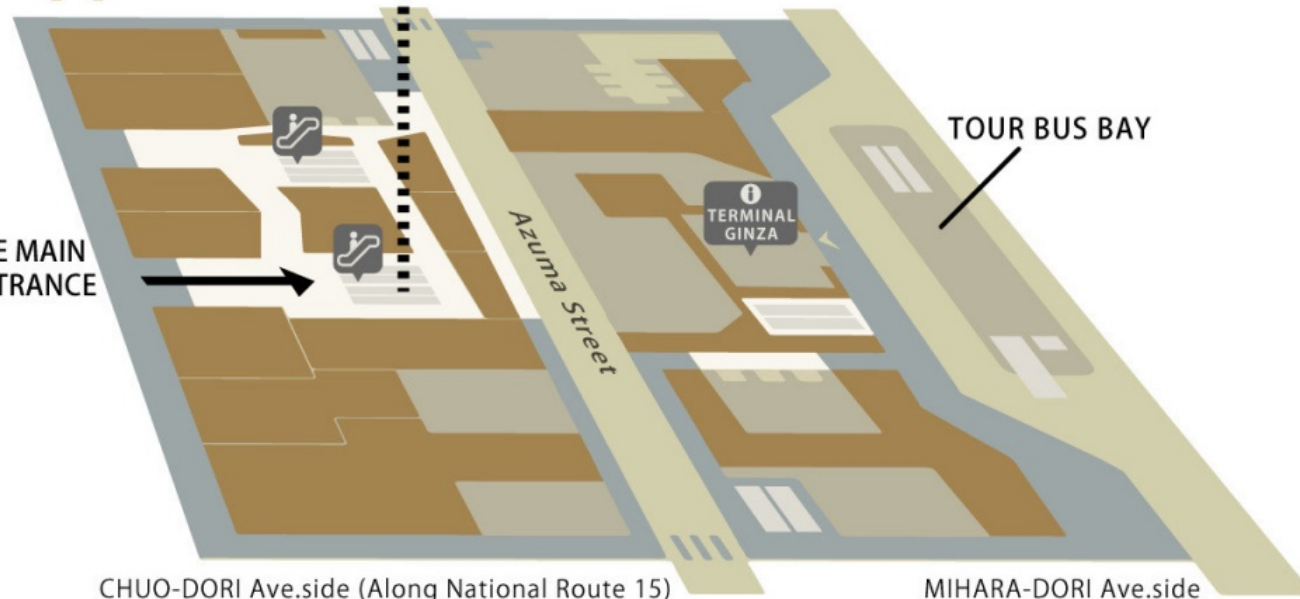 TOUR BUS BAY
TERMINAL
GINZA
Azuma Street
E MAIN
TRANCE
CHUO-DORI Ave.side (Along National Route 15)
MIHARA-DORI Ave.side